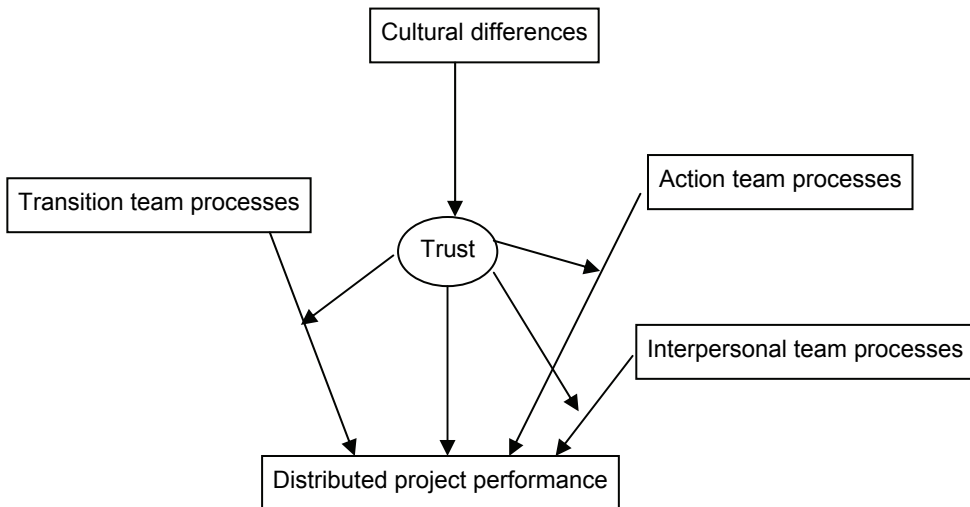 Cultural differences
Action team processes
Transition team processes
Trust
Interpersonal team processes
Distributed project performance